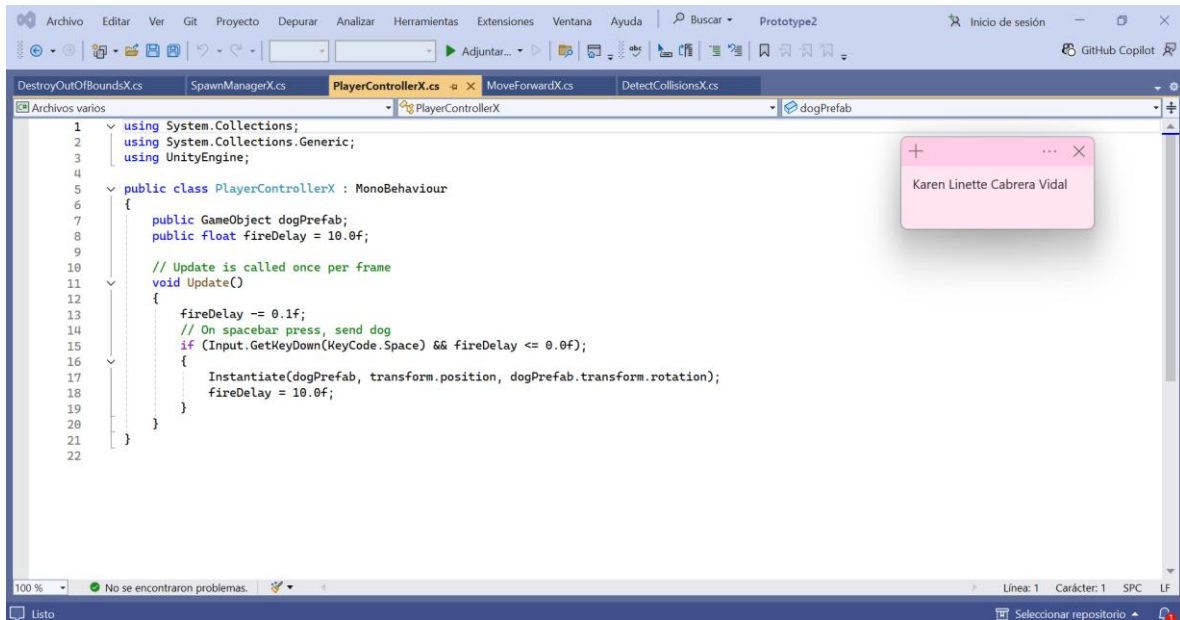 Archivo Editar Ver Git Proyecto Depurar Analizar Herramientas Extensiones Ventana Ayuda Buscar Prototype2 Inicio de sesión
Adjuntar... GitHub Copilot
DestroyOutOfBoundsX.cs SpawnManagerX.cs PlayerControllerX.cs MoveForwardX.cs DetectCollisionsX.cs
Archivos varios PlayerControllerX dogPrefab
1 using System.Collections;
2 using System.Collections.Generic;
3 using UnityEngine;
4
5 public class PlayerControllerX : MonoBehaviour
6 {
7 public GameObject dogPrefab;
8 public float fireDelay = 10.0f;
9
10 // Update is called once per frame
11 void Update()
12 {
13 fireDelay -= 0.1f;
14 // On spacebar press, send dog
15 if (Input.GetKeyDown(KeyCode.Space) && fireDelay <= 0.0f);
16 {
17 Instantiate(dogPrefab, transform.position, dogPrefab.transform.rotation);
18 fireDelay = 10.0f;
19 }
20 }
21 }
22
Karen Linette Cabrera Vidal
100 % No se encontraron problemas. Línea: 1 Carácter: 1 SPC LF
Listo Seleccionar repositorio